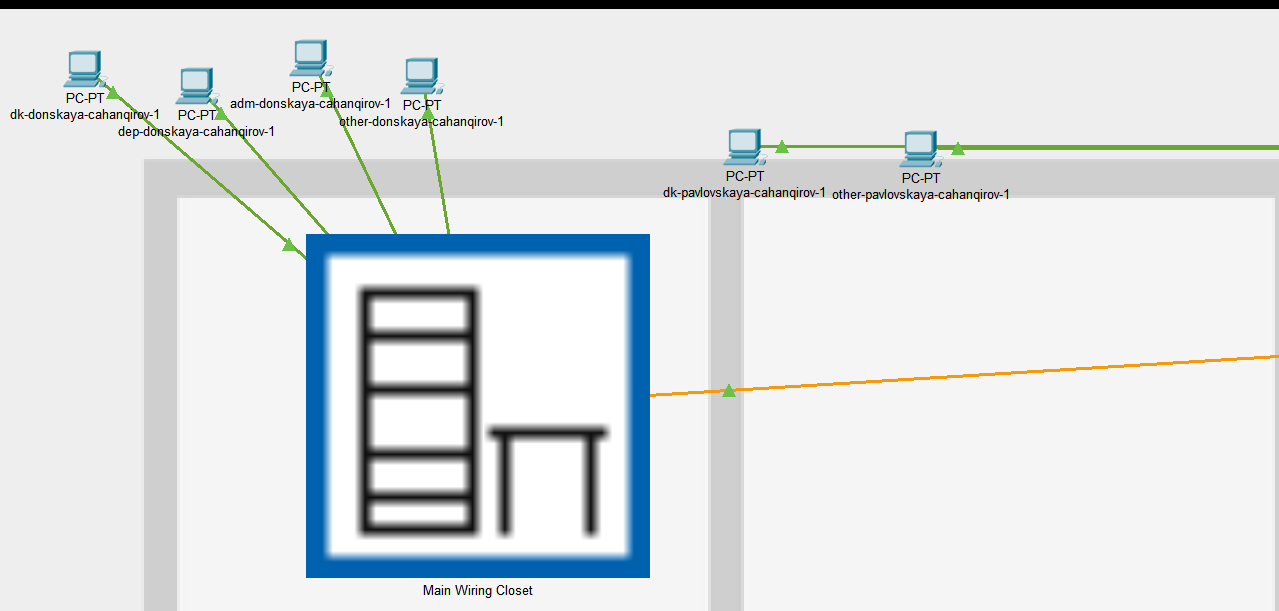 PC-PT
dk-donskaya-cahanqirov-1
PC-PT
dep-donskaya-cahanqirov-1
PC-PT
adm-donskaya-cahanqirov-1
PC-PT
other-donskaya-cahanqirov-1
PC-PT
dk-pavlovskaya-cahanqirov-1
PC-PT
other-pavlovskaya-cahanqirov-1
Main Wiring Closet